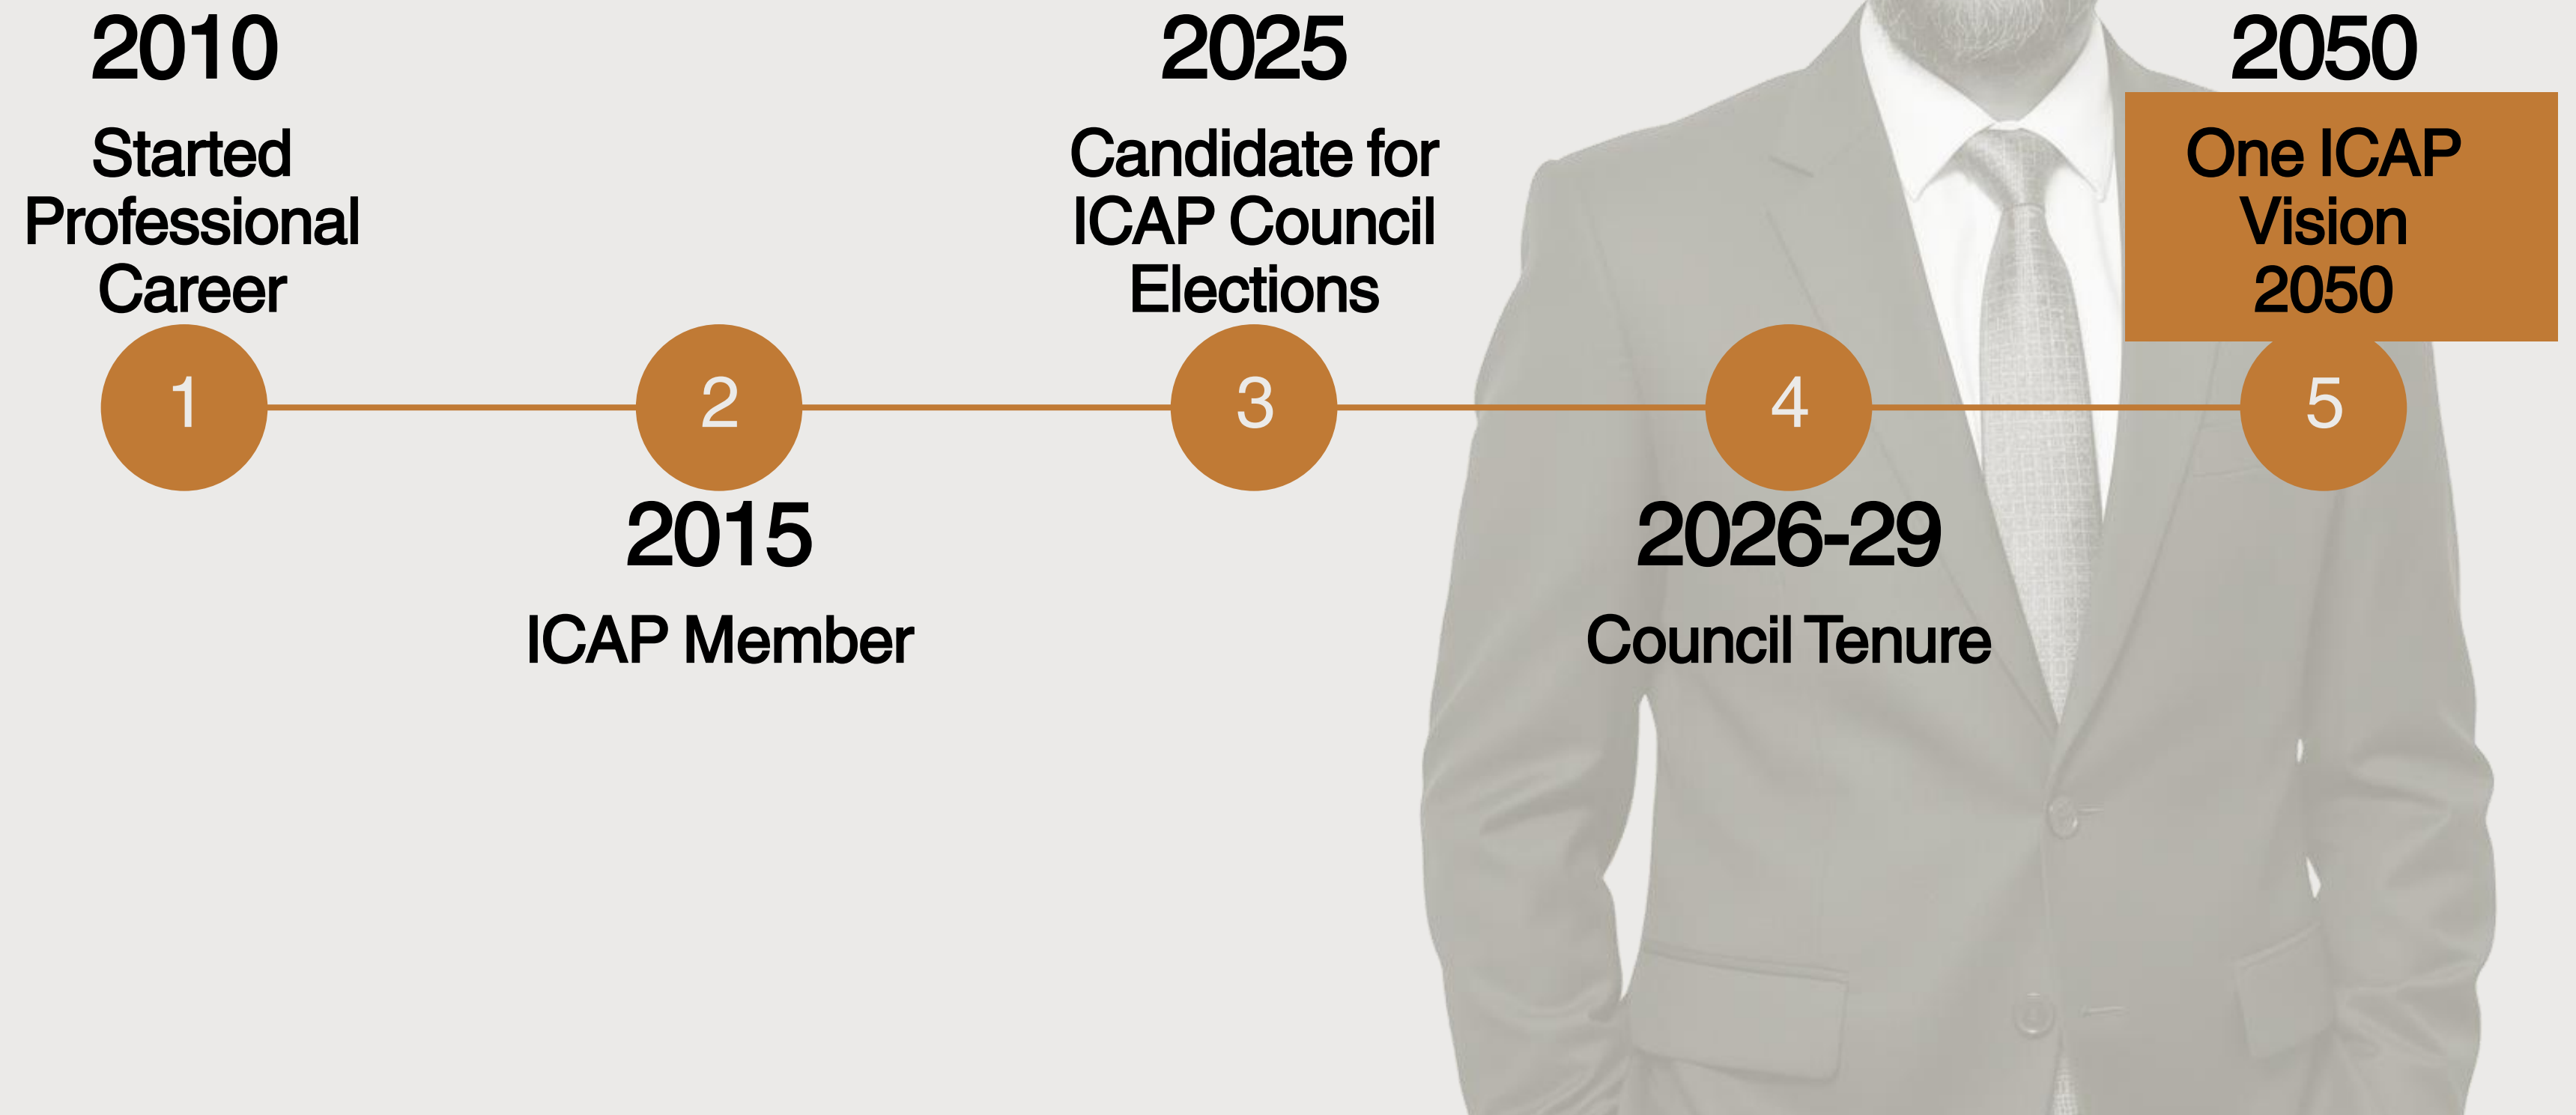 2010
Started
Professional
Career
1
2
2015
ICAP Member
2025
Candidate for
ICAP Council
Elections
3
4
2026-29
Council Tenure
2050
One ICAP
Vision
2050
5